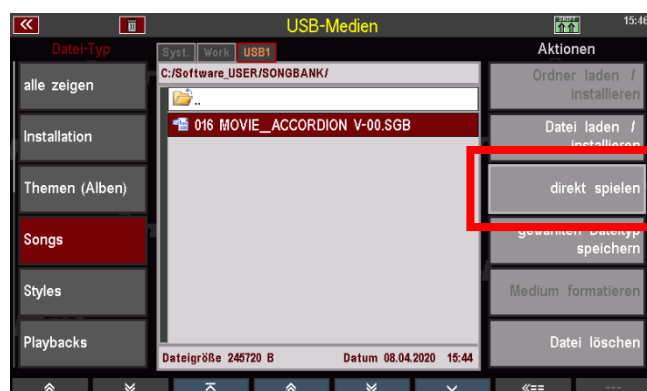 USB-Medien
15:46
Datei-Typ
Syst. Work USB1
Aktionen
alle zeigen
Installation
Themen (Alben)
Songs
Styles
Playbacks
C:/Software_USER/SONGBANK/
..
016 MOVIE__ACCORDION V-00.SGB
Dateigröße 245720 B Datum 08.04.2020 15:44
Ordner laden /
installieren
Datei laden /
installieren
direkt spielen
gewählten Dateityp
speichern
Medium formatieren
Datei löschen